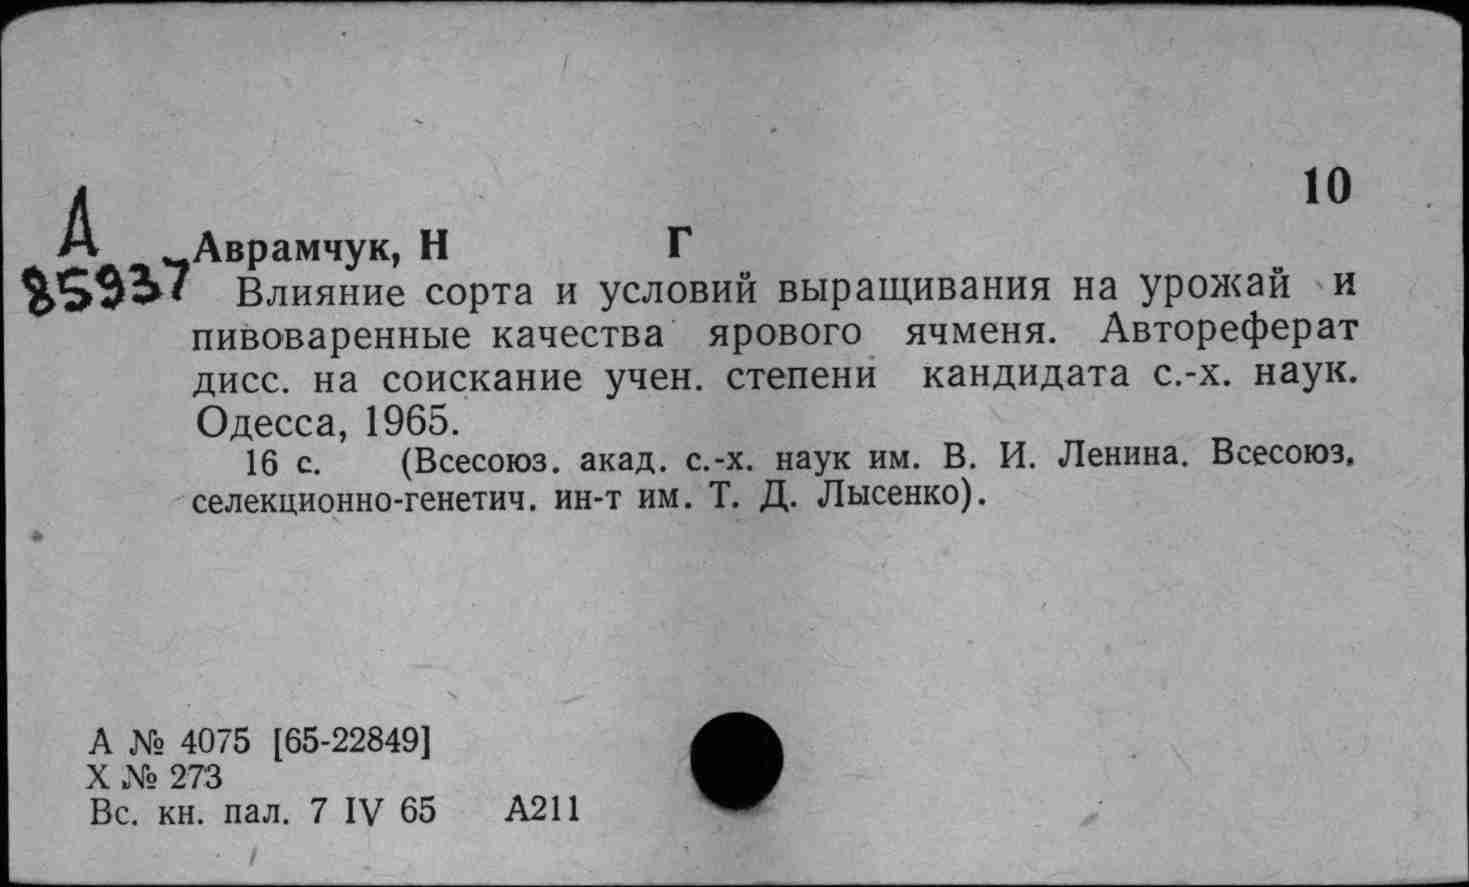 10
А
Аврамчук, Н Г
85937 Влияние сорта и условий выращивания на урожай и
пивоваренные качества ярового ячменя. Автореферат
дисс. на соискание учен. степени кандидата с.-х. наук.
Одесса, 1965.
16 с. (Всесоюз. акад. с.-х. наук им. В. И. Ленина. Всесоюз.
селекционно-генетич. ин-т им. Т. Д. Лысенко).
А № 4075 [65-22849]
Х № 273
Вс. кн. пал. 7 IV 65 А211